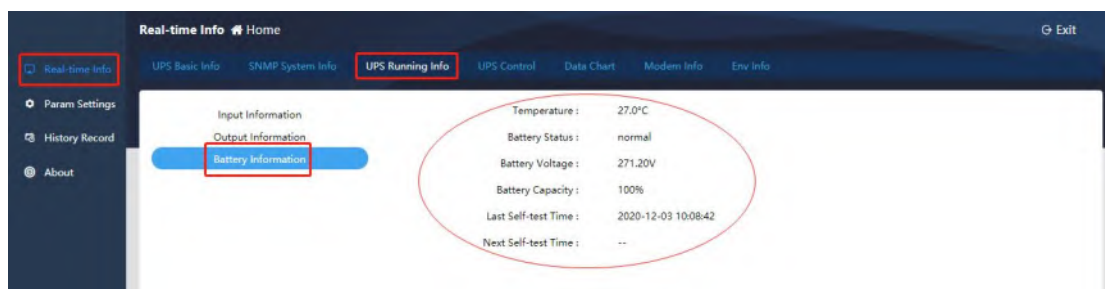 Real-time Info Home Exit
Real-time Info
UPS Basic Info SNMP System Info UPS Running Info UPS Control Data Chart Modem Info Env Info
Param Settings
History Record
About
Input Information
Output Information
Battery Information
Temperature : 27.0°C
Battery Status : normal
Battery Voltage : 271.20V
Battery Capacity : 100%
Last Self-test Time : 2020-12-03 10:08:42
Next Self-test Time : --